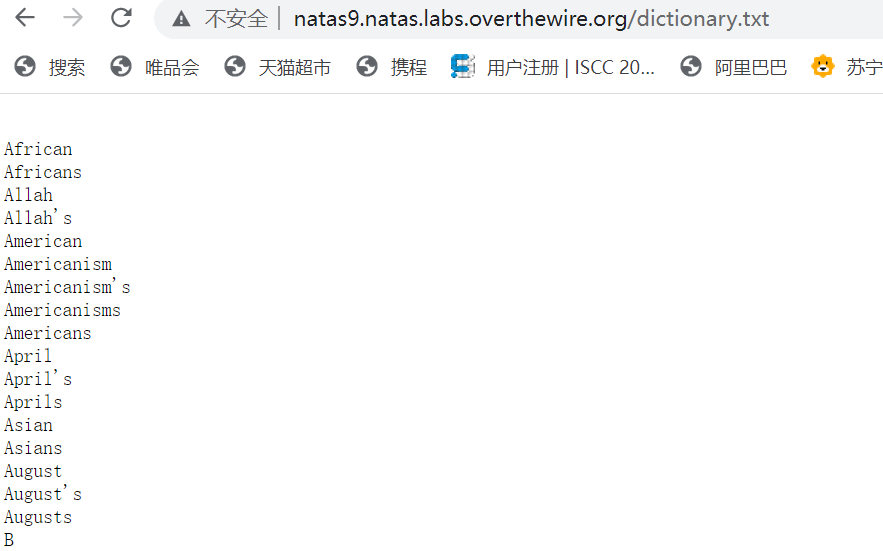 不安全 | natas9.natas.labs.overthewire.org/dictionary.txt
搜索 唯品会 天猫超市 携程 用户注册 | ISCC 20... 阿里巴巴 苏宁
African
Africans
Allah
Allah's
American
Americanism
Americanism's
Americanisms
Americans
April
April's
Aprils
Asian
Asians
August
August's
Augusts
B